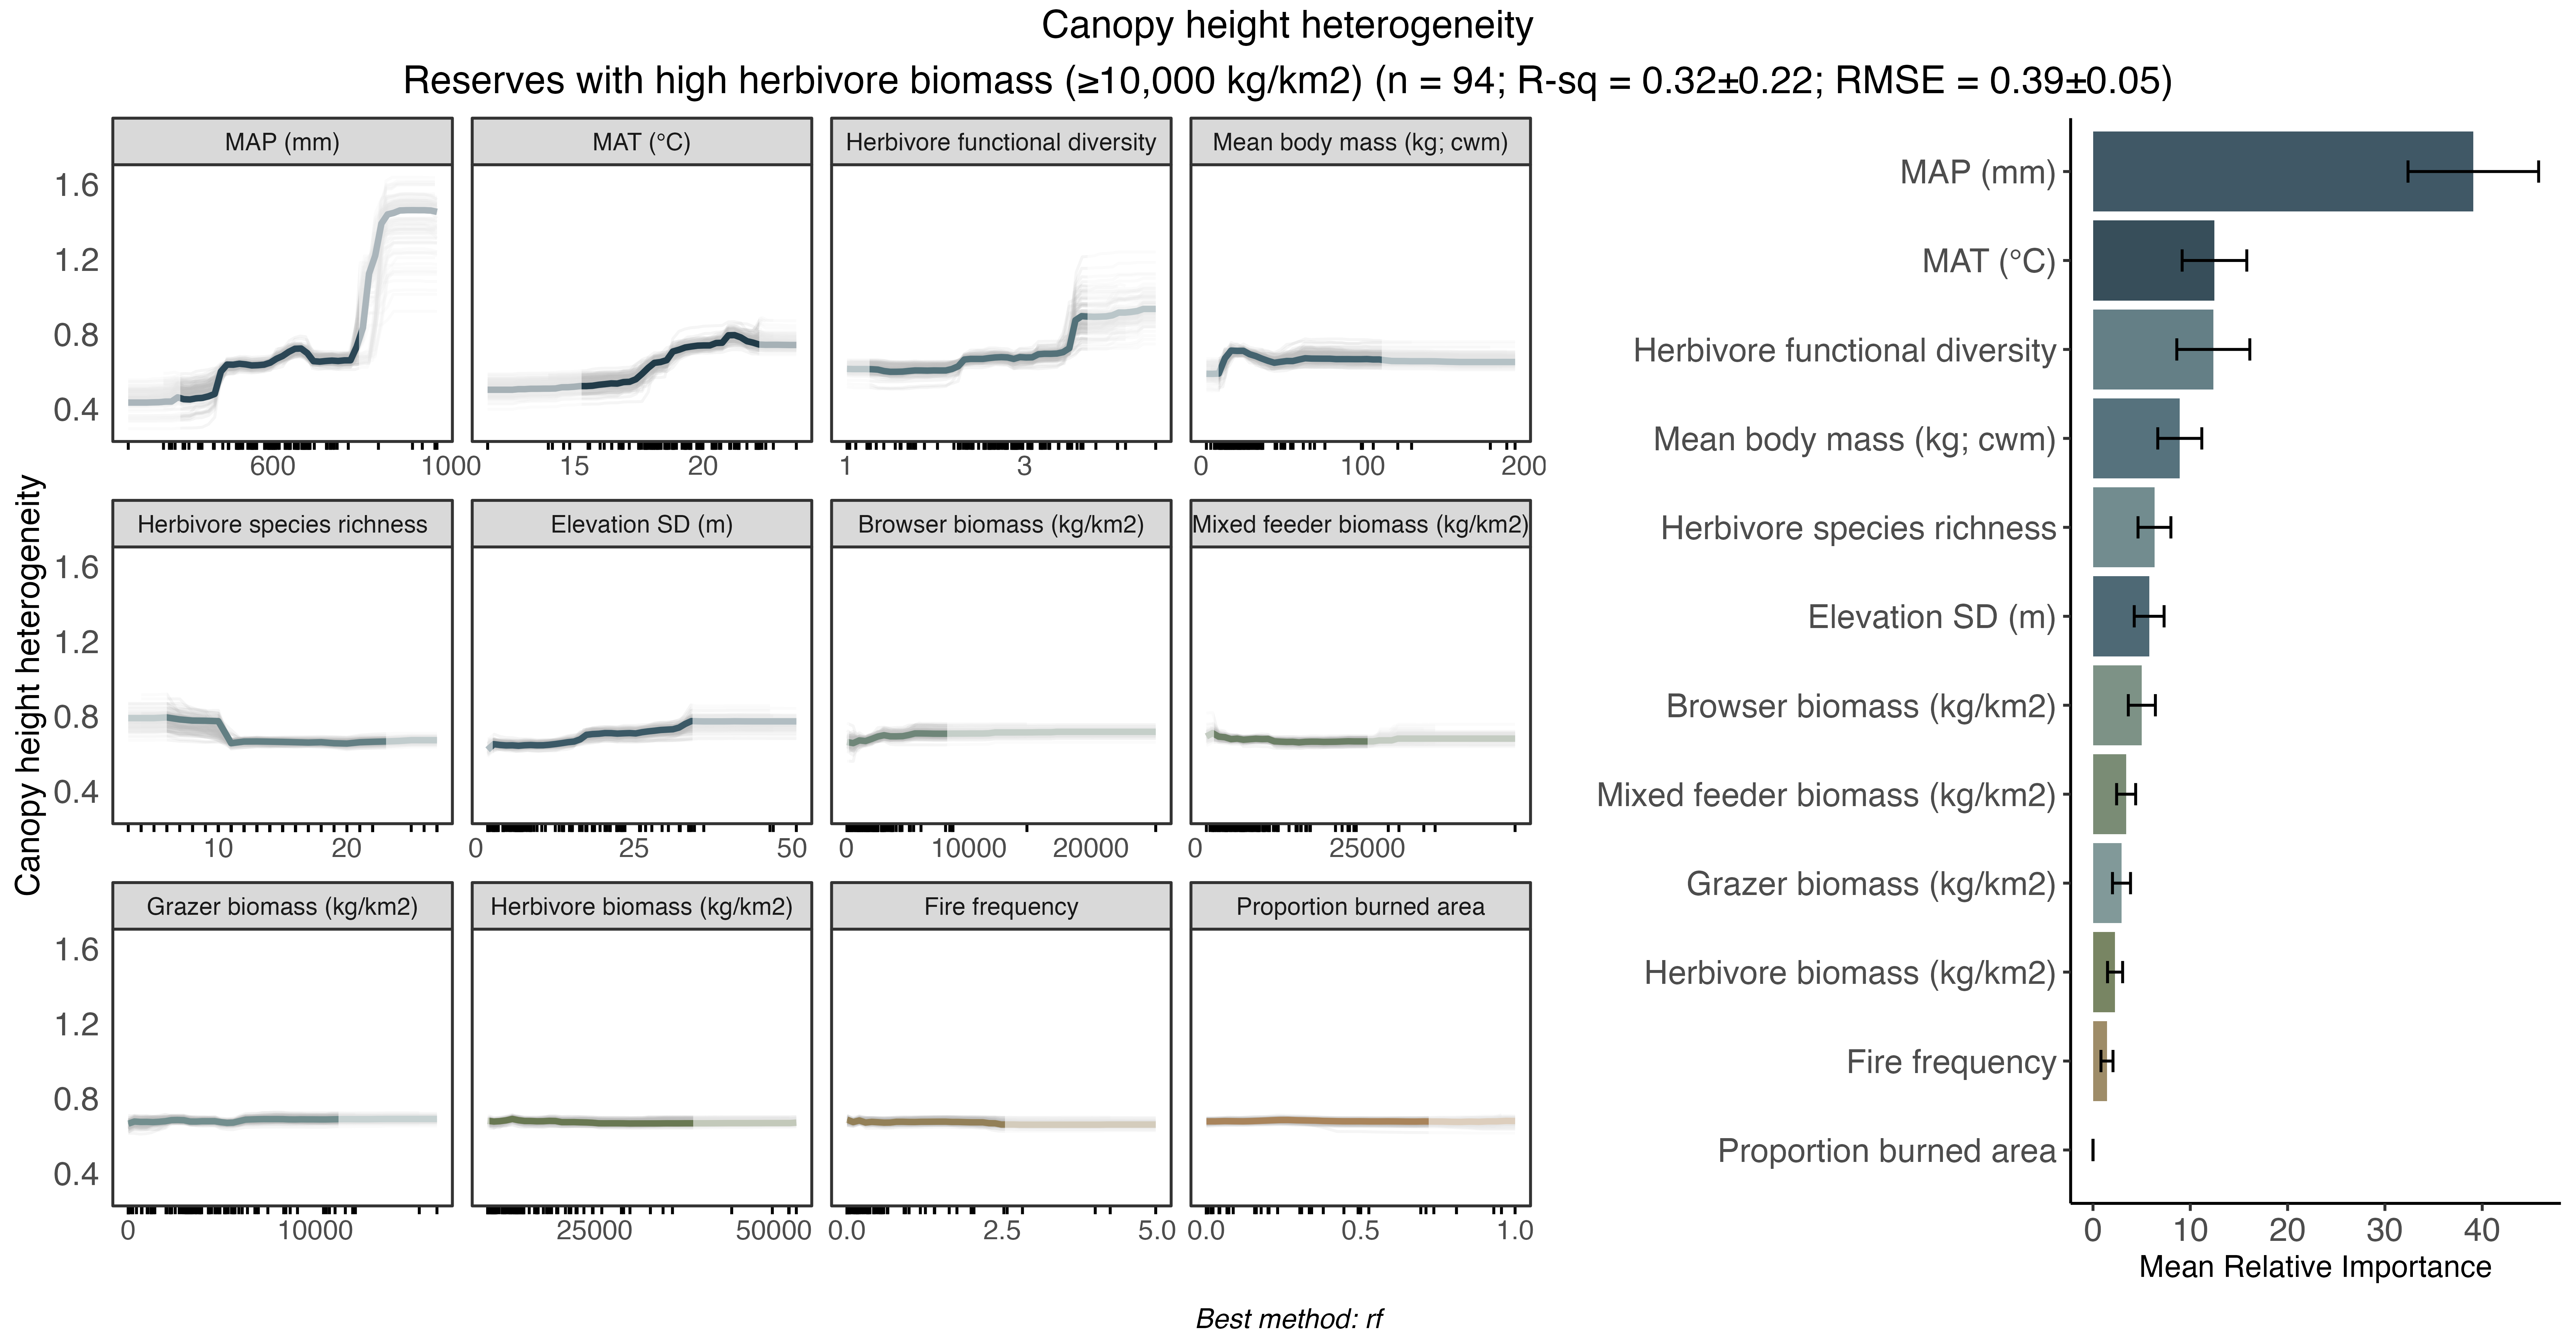 Canopy height heterogeneity
Reserves with high herbivore biomass (≥10,000 kg/km2) (n = 94; R-sq = 0.32±0.22; RMSE = 0.39±0.05)
Canopy height heterogeneity
MAP (mm)
MAT (°C)
Herbivore functional diversity
Mean body mass (kg; cwm)
1.6
1.2
0.8
0.4
600 1000
15 20
1 3
0 100 200
Herbivore species richness
Elevation SD (m)
Browser biomass (kg/km2)
Mixed feeder biomass (kg/km2)
1.6
1.2
0.8
0.4
10 20
0 25 50
0 10000 20000
0 25000
Grazer biomass (kg/km2)
Herbivore biomass (kg/km2)
Fire frequency
Proportion burned area
1.6
1.2
0.8
0.4
0 10000
25000 50000
0.0 2.5 5.0
0.0 0.5 1.0
MAP (mm)
MAT (°C)
Herbivore functional diversity
Mean body mass (kg; cwm)
Herbivore species richness
Elevation SD (m)
Browser biomass (kg/km2)
Mixed feeder biomass (kg/km2)
Grazer biomass (kg/km2)
Herbivore biomass (kg/km2)
Fire frequency
Proportion burned area
0 10 20 30 40
Mean Relative Importance
Best method: rf